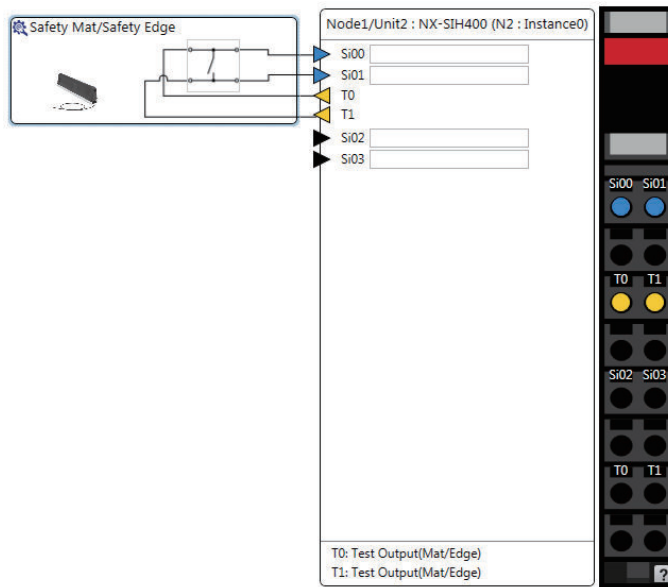 Safety Mat/Safety Edge
Node1/Unit2 : NX-SIH400 (N2 : Instance0)
Si00
Si01
T0
T1
Si02
Si03
T0: Test Output(Mat/Edge)
T1: Test Output(Mat/Edge)
Si00 Si01
T0 T1
Si02 Si03
T0 T1
?